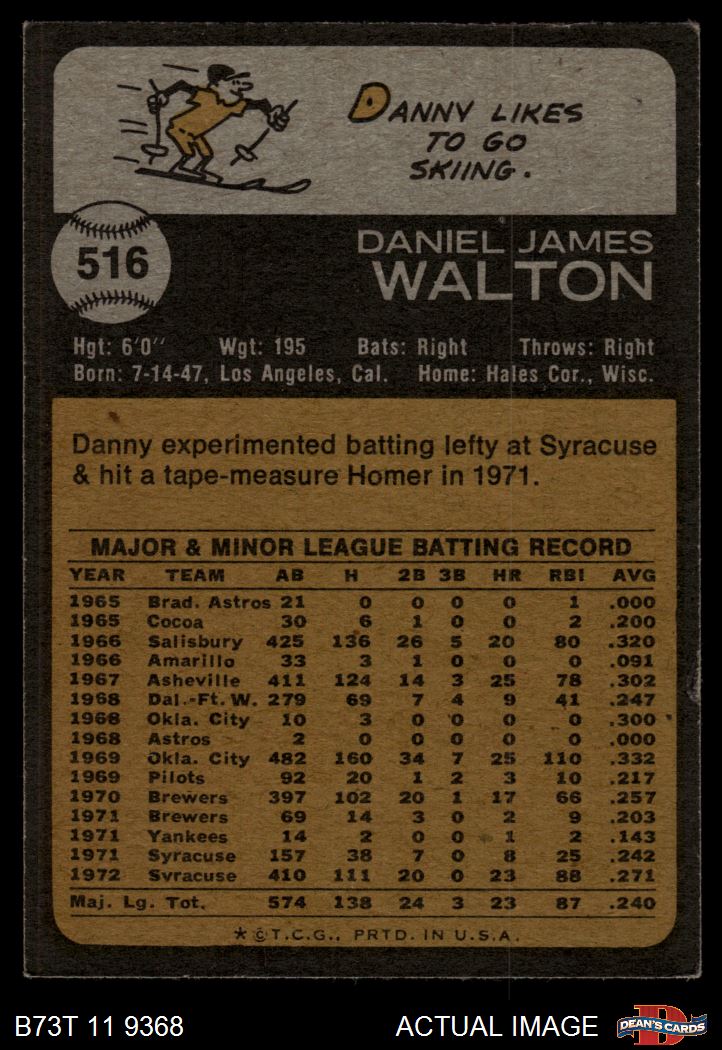 DANNY LIKES
TO GO
SKIING.
516
DANIEL JAMES
WALTON
Hgt: 6'0" Wgt: 195 Bats: Right Throws: Right
Born: 7-14-47, Los Angeles, Cal. Home: Hales Cor., Wisc.
Danny experimented batting lefty at Syracuse
& hit a tape-measure Homer in 1971.
MAJOR & MINOR LEAGUE BATTING RECORD
YEAR TEAM AB H 2B 3B HR RBI AVG
1965 Brad. Astros 21 0 0 0 0 1 .000
1965 Cocoa 30 6 1 0 0 2 .200
1966 Salisbury 425 136 26 5 20 80 .320
1966 Amarillo 33 3 1 0 0 0 .091
1967 Asheville 411 124 14 3 25 78 .302
1968 Dal.-Ft. W. 279 69 7 4 9 41 .247
1968 Okla. City 10 3 0 0 0 0 .300
1968 Astros 2 0 0 0 0 0 .000
1969 Okla. City 482 160 34 7 25 110 .332
1969 Pilots 92 20 1 2 3 10 .217
1970 Brewers 397 102 20 1 17 66 .257
1971 Brewers 69 14 3 0 2 9 .203
1971 Yankees 14 2 0 0 1 2 .143
1971 Syracuse 157 38 7 0 8 25 .242
1972 Syracuse 410 111 20 0 23 88 .271
Maj. Lg. Tot. 574 138 24 3 23 87 .240
*©T.C.G., PRTD. IN U.S.A.
B73T 11 9368 ACTUAL IMAGE D DEAN'S CARDS